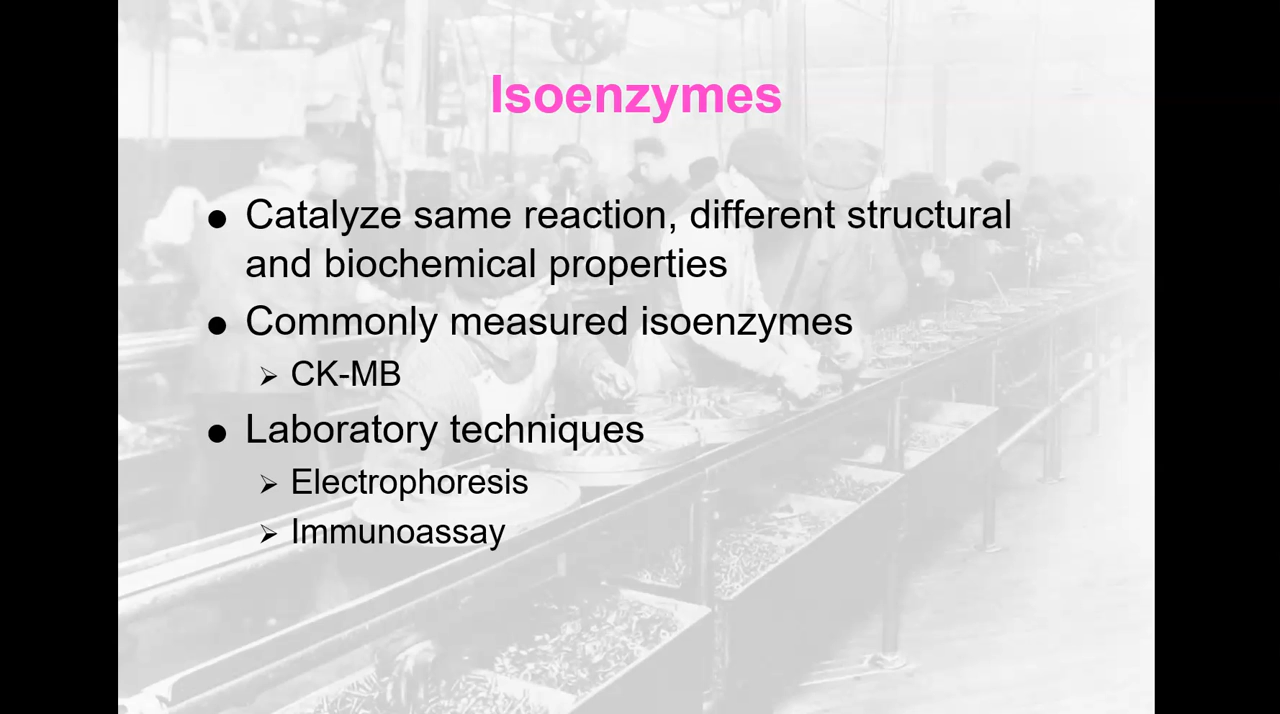 Isoenzymes
● Catalyze same reaction, different structural
and biochemical properties
● Commonly measured isoenzymes
➢ CK-MB
● Laboratory techniques
➢ Electrophoresis
➢ Immunoassay